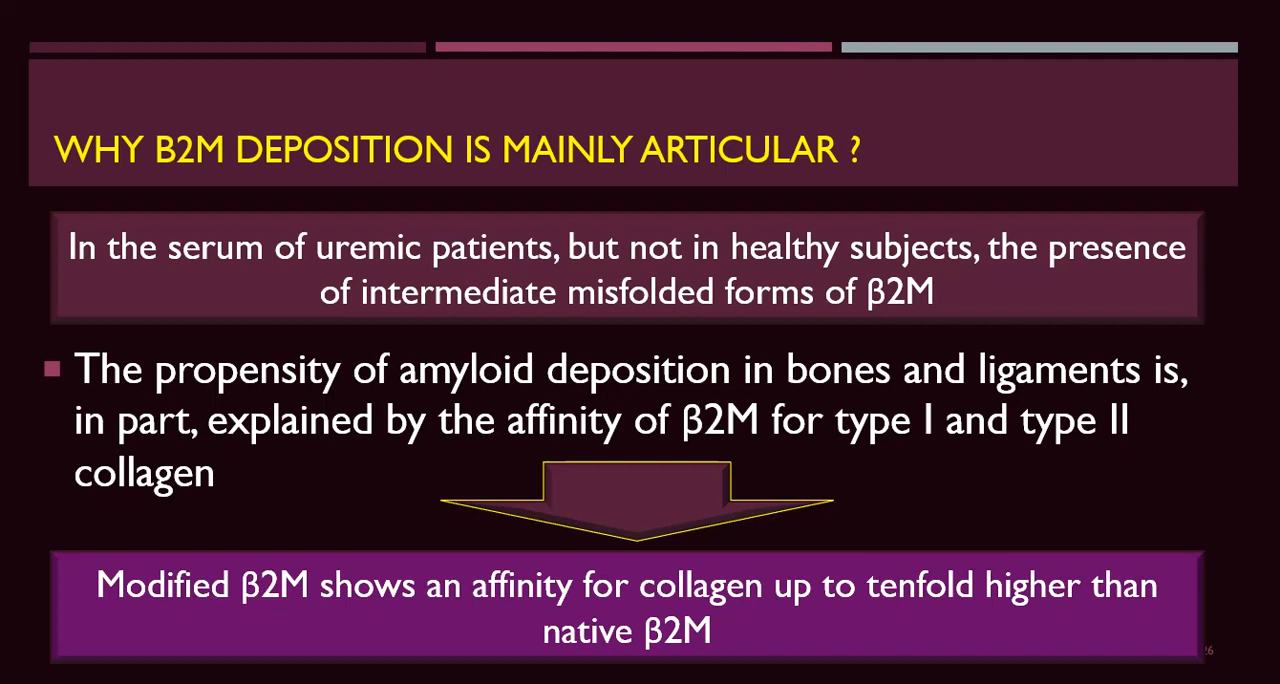 WHY B2M DEPOSITION IS MAINLY ARTICULAR ?
In the serum of uremic patients, but not in healthy subjects, the presence
of intermediate misfolded forms of β2M
The propensity of amyloid deposition in bones and ligaments is,
in part, explained by the affinity of β2M for type I and type II
collagen
Modified β2M shows an affinity for collagen up to tenfold higher than
native β2M
26